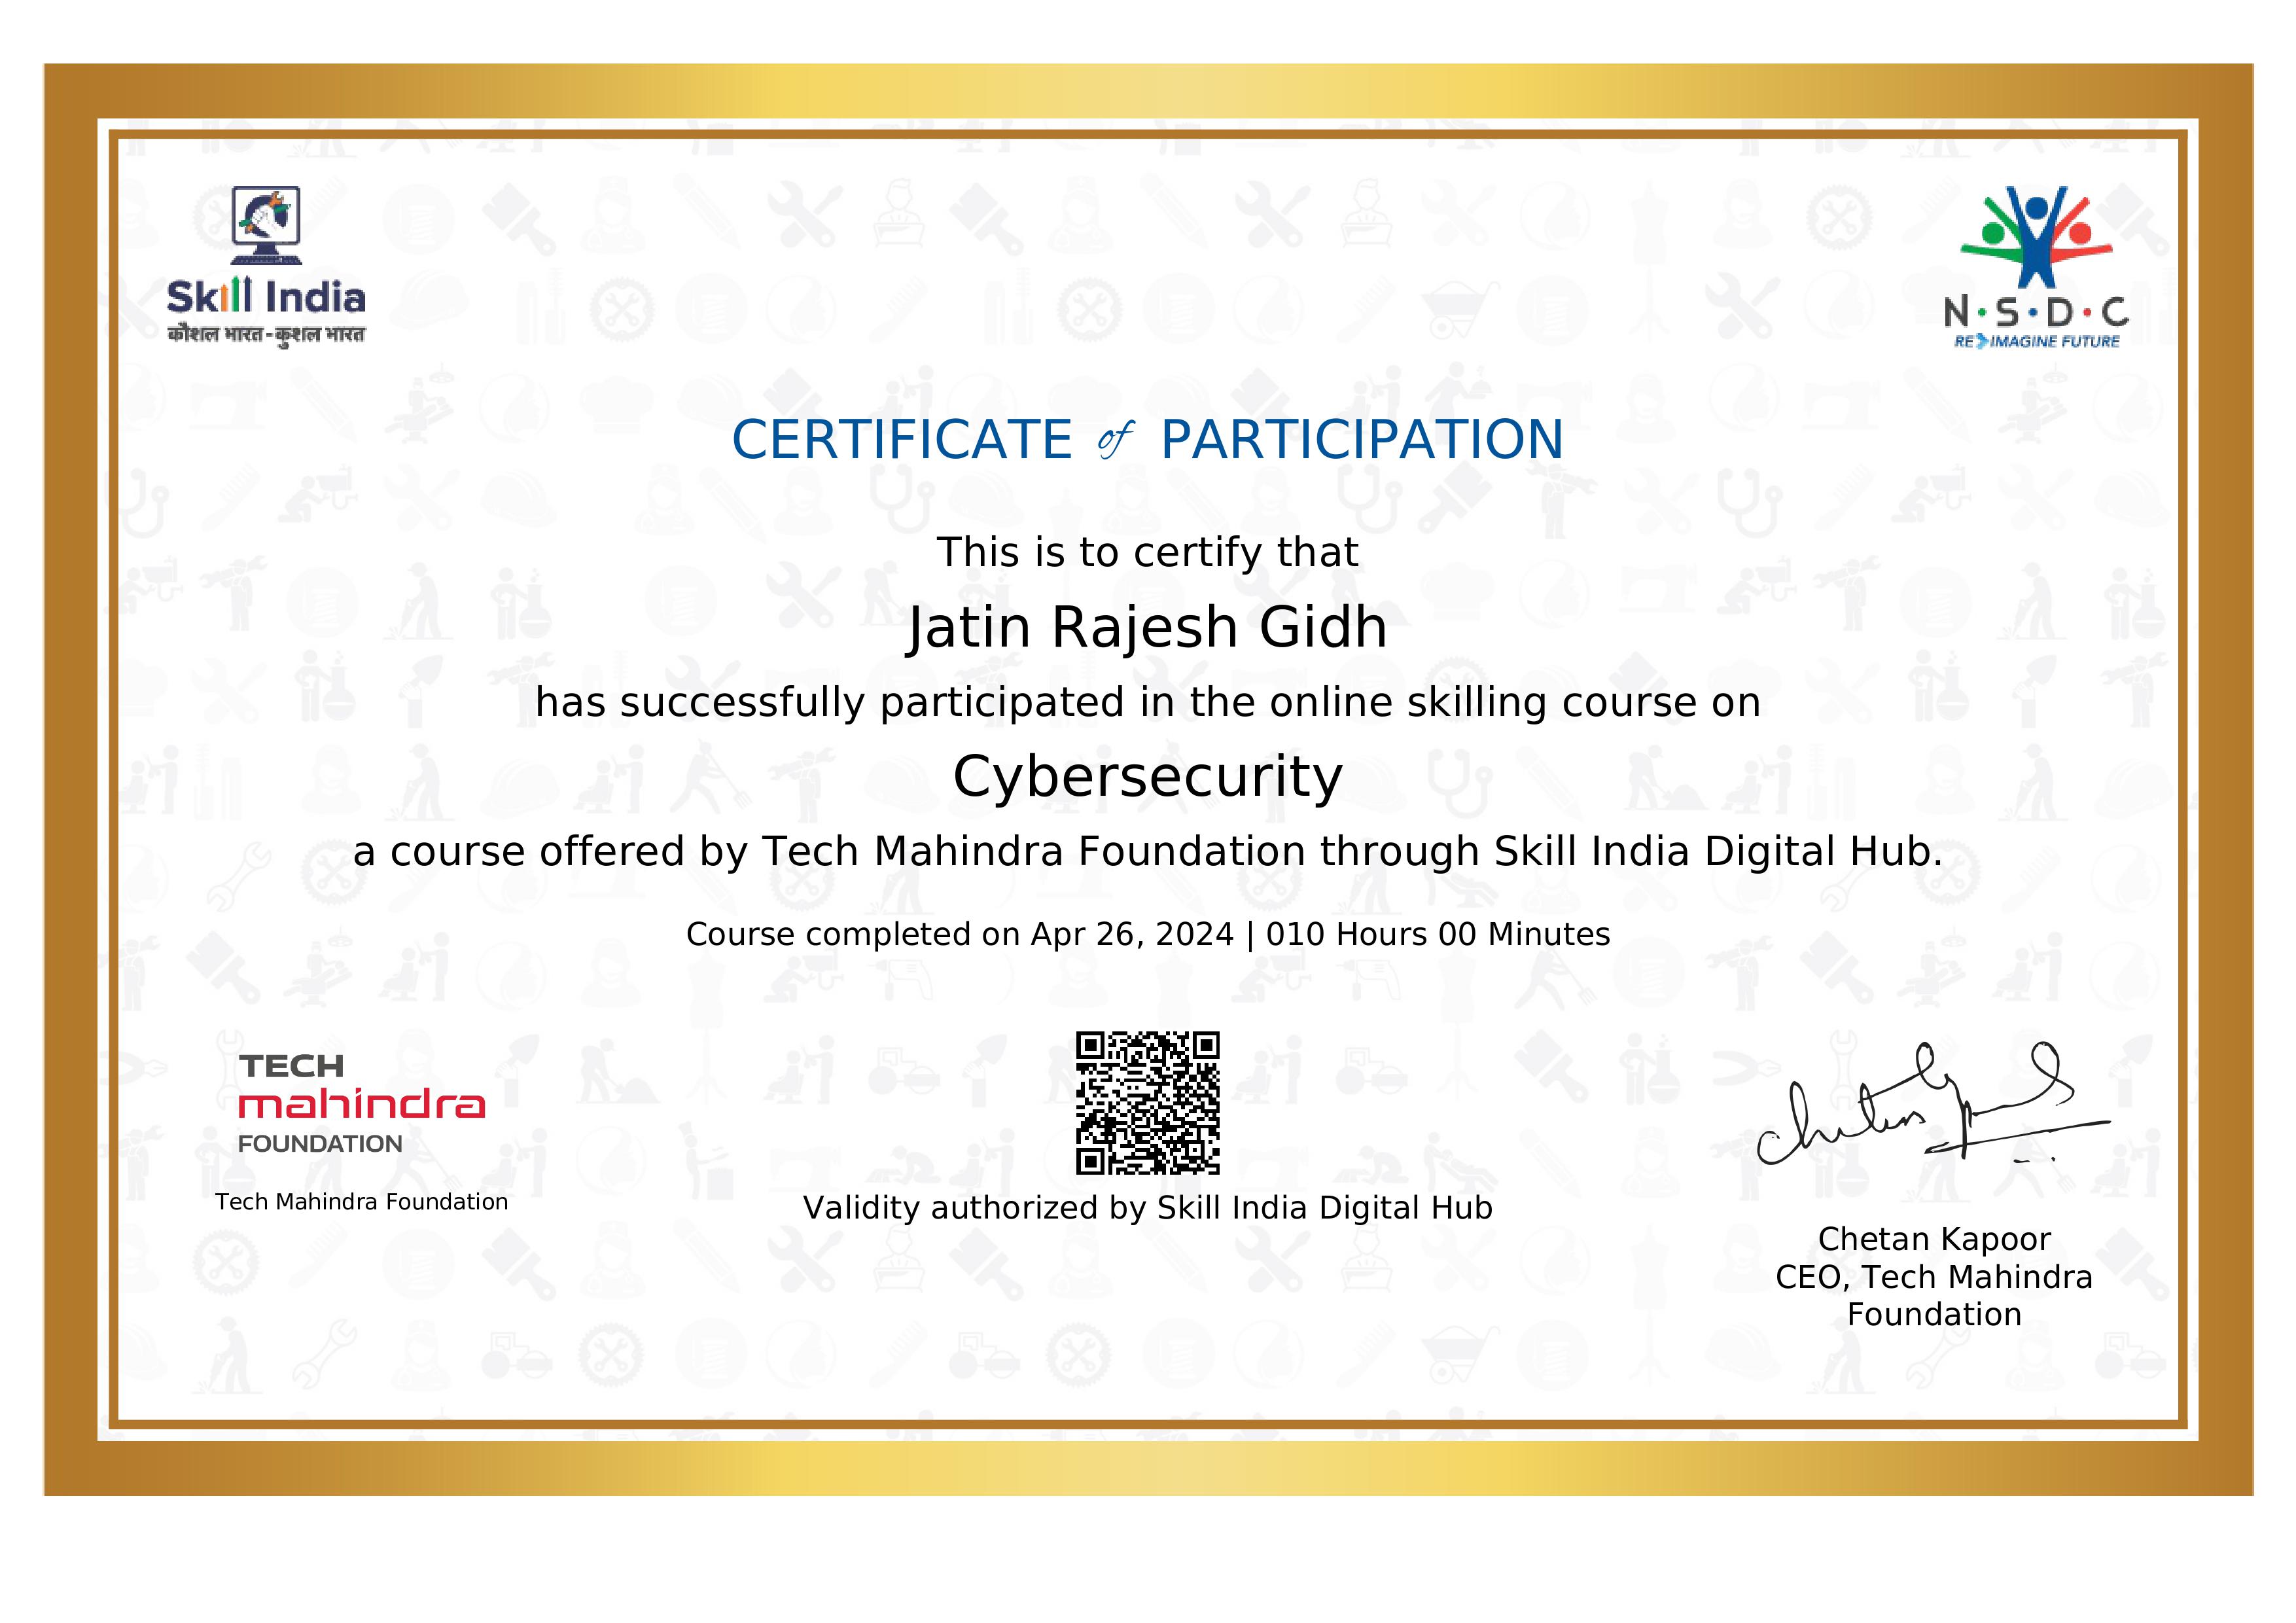 Skill India
कौशल भारत-कुशल भारत
N·S·D·C
RE IMAGINE FUTURE
CERTIFICATE of PARTICIPATION
This is to certify that
Jatin Rajesh Gidh
has successfully participated in the online skilling course on
Cybersecurity
a course offered by Tech Mahindra Foundation through Skill India Digital Hub.
Course completed on Apr 26, 2024 | 010 Hours 00 Minutes
TECH
mahindra
FOUNDATION
Tech Mahindra Foundation
Validity authorized by Skill India Digital Hub
Chetan Kapoor
CEO, Tech Mahindra
Foundation